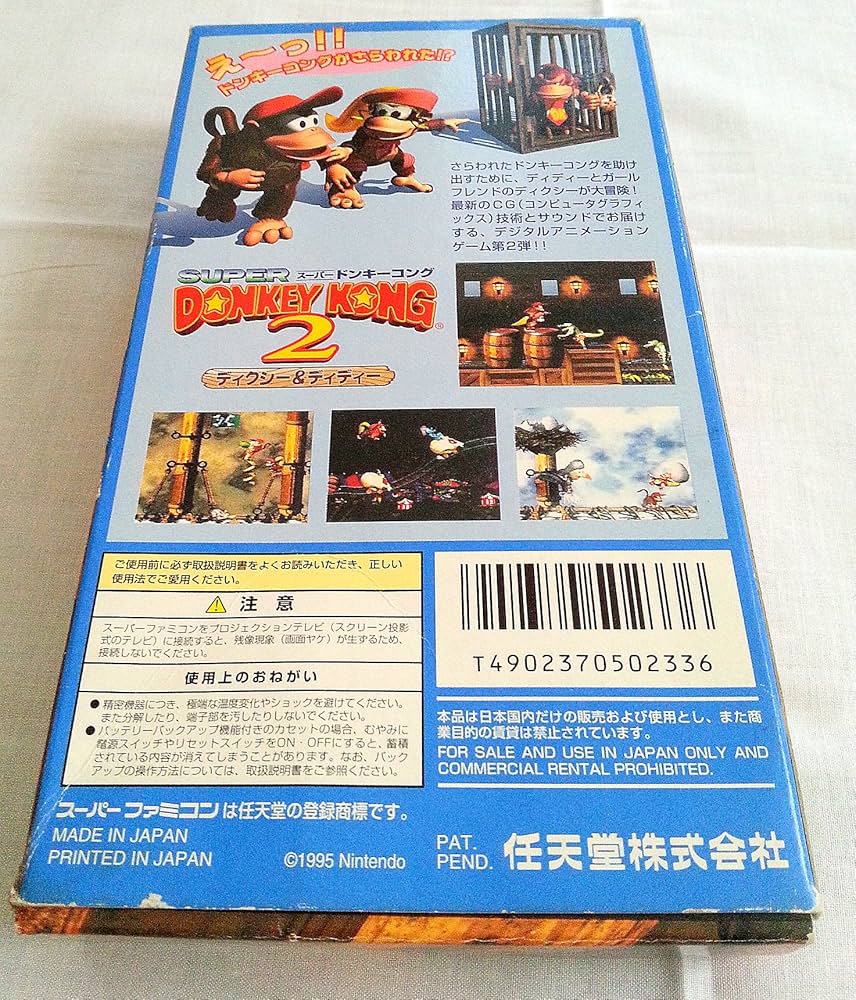 えーっ!!
ドンキーコングがさらわれた!?
さらわれたドンキーコングを助け
出すために、ディディーとガール
フレンドのディクシーが大冒険!
最新のCG(コンピュータグラフィ
ックス)技術とサウンドでお届け
する、デジタルアニメーション
ゲーム第2弾!!
SUPER スーパードンキーコング
DONKEY KONG®
2
ディクシー&ディディー
ご使用前に必ず取扱説明書をよくお読みいただき、正しい
使用法でご愛用ください。
注意
スーパーファミコンをプロジェクションテレビ(スクリーン投影
式のテレビ)に接続すると、残像現象(画面ヤケ)が生ずるため、
接続しないでください。
使用上のおねがい
●精密機器につき、極端な温度変化やショックを避けてください。
また分解したり、端子部を汚したりしないでください。
●バッテリーバックアップ機能付きのカセットの場合、むやみに
電源スイッチやリセットスイッチをON・OFFにすると、蓄積
されている内容が消えてしまうことがあります。なお、バック
アップの操作方法については、取扱説明書をご参照ください。
T4902370502336
本品は日本国内だけの販売および使用とし、また商
業目的の賃貸は禁止されています。
FOR SALE AND USE IN JAPAN ONLY AND
COMMERCIAL RENTAL PROHIBITED.
スーパーファミコンは任天堂の登録商標です。
MADE IN JAPAN
PRINTED IN JAPAN
©1995 Nintendo
PAT.
PEND.
任天堂株式会社